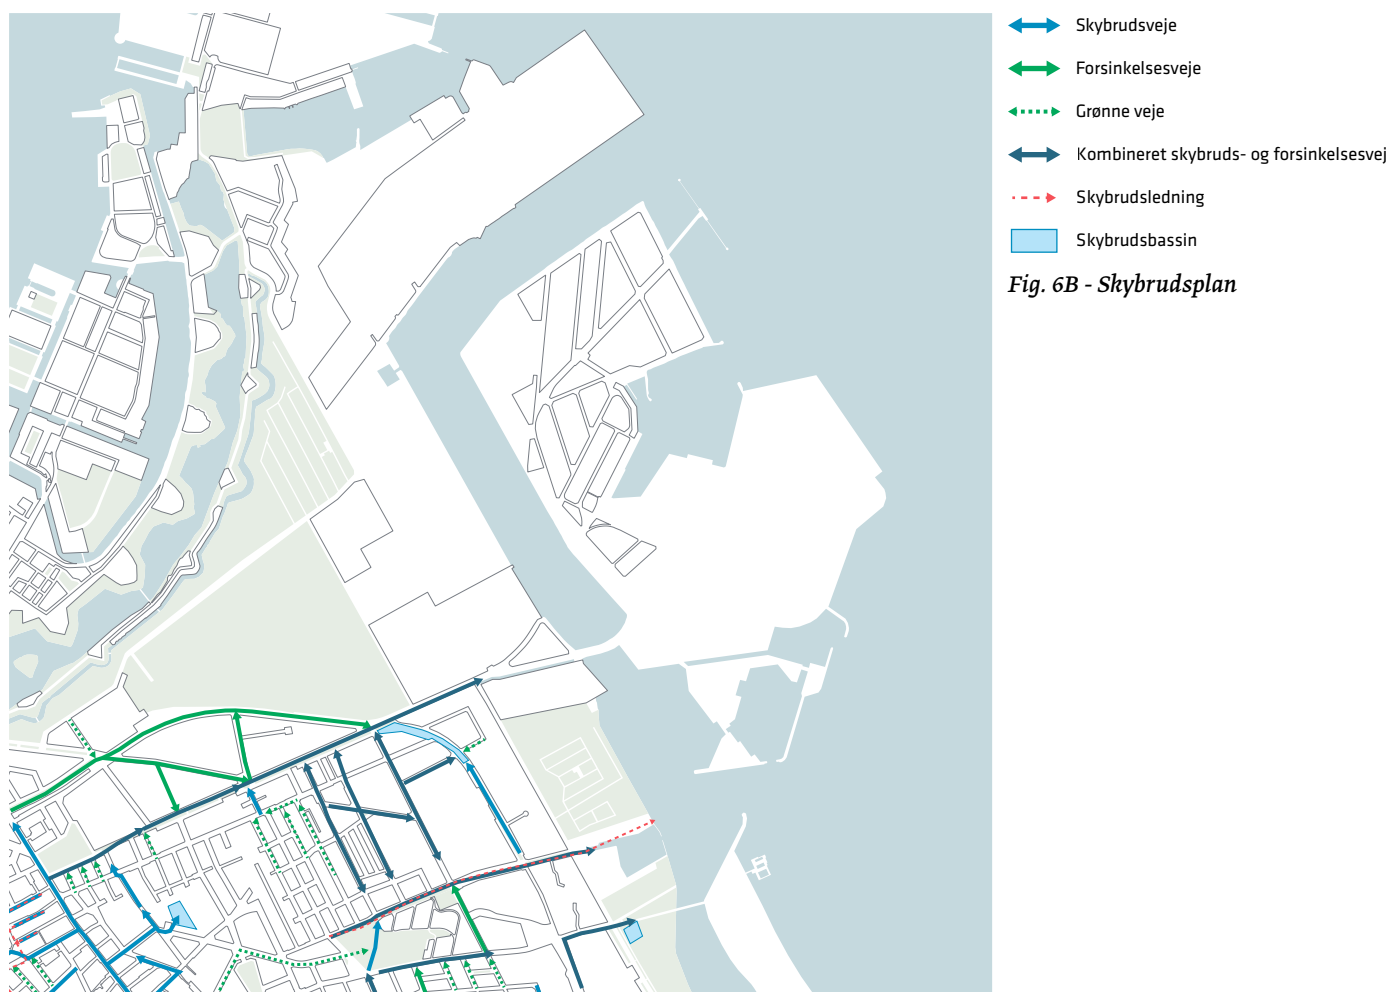 Skybrudsveje
Forsinkelsesveje
Grønne veje
Kombineret skybruds- og forsinkelsesvej
Skybrudsledning
Skybrudsbassin
Fig. 6B - Skybrudsplan